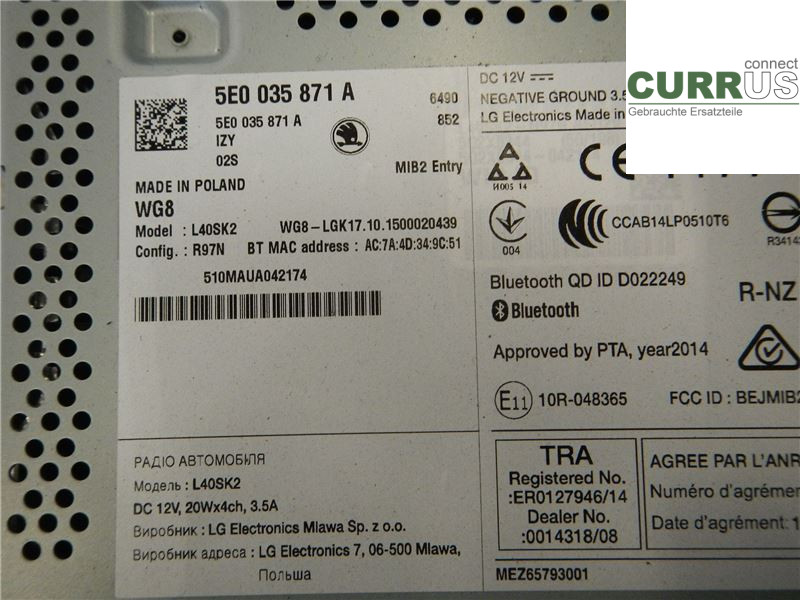 connect
CURRUS
Gebrauchte Ersatzteile
5E0 035 871 A
6490
5E0 035 871 A
852
IZY
02S
MIB2 Entry
MADE IN POLAND
WG8
Model : L40SK2
WG8-LGK17.10.1500020439
Config. : R97N
BT MAC address : AC:7A:4D:34:9C:51
510MAUA042174
РАДІО АВТОМОБІЛЯ
Модель : L40SK2
DC 12V, 20Wx4ch, 3.5A
Виробник : LG Electronics Mlawa Sp. z o.o.
Виробник адреса : LG Electronics 7, 06-500 Mlawa,
Польша
DC 12V
NEGATIVE GROUND 3.5
LG Electronics Made in
И005 14
CE
004
CCAB14LP0510T6
R3414
Bluetooth QD ID D022249
Bluetooth
R-NZ
Approved by PTA, year2014
E11 10R-048365
FCC ID : BEJMIB2
TRA
Registered No.
:ER0127946/14
Dealer No.
:0014318/08
AGREE PAR L'ANR
Numéro d'agrémen
Date d'agrément: 1
MEZ65793001